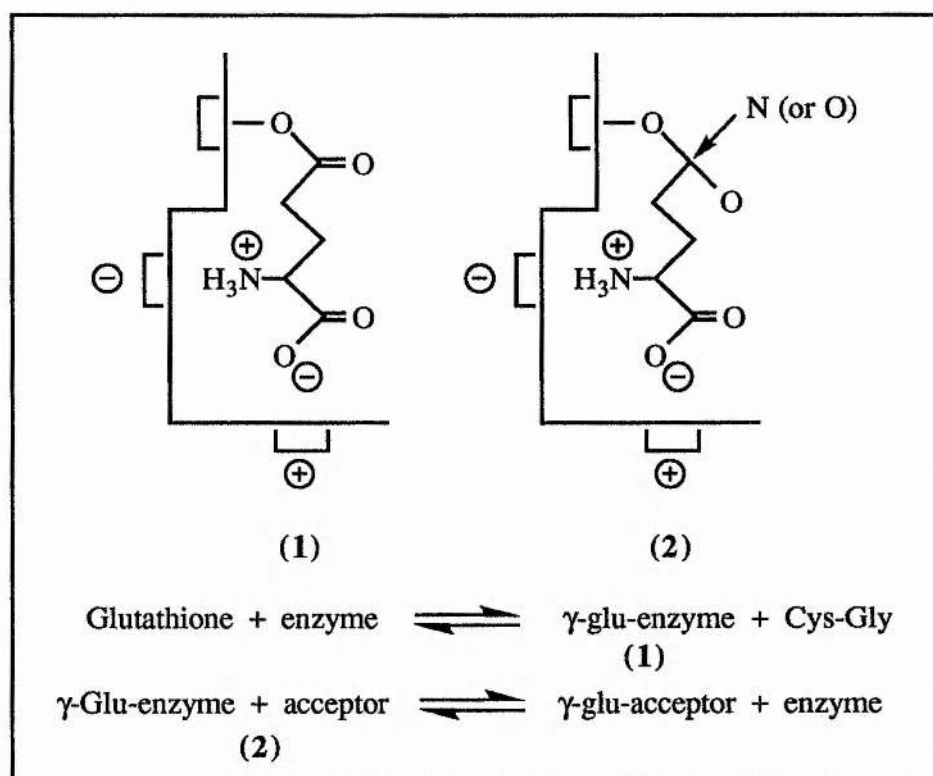 O
O
⊕
⊖
H₃N
O
O
⊖
⊕
N (or O)
O
O
⊕
⊖
H₃N
O
O
⊖
⊕
(1)
(2)
Glutathione + enzyme ⇌ γ-glu-enzyme + Cys-Gly
(1)
γ-Glu-enzyme + acceptor ⇌ γ-glu-acceptor + enzyme
(2)